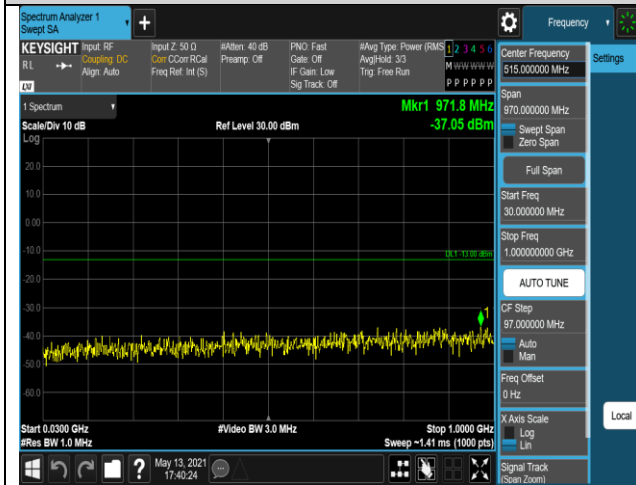 Spectrum Analyzer 1
Swept SA
Frequency
KEYSIGHT
RL
LXI
Input: RF
Coupling: DC
Align: Auto
Input Z: 50 Ω
Corr CCorr RCal
Freq Ref: Int (S)
#Atten: 40 dB
Preamp: Off
PNO: Fast
Gate: Off
IF Gain: Low
Sig Track: Off
#Avg Type: Power (RMS
Avg|Hold: 3/3
Trig: Free Run
1 2 3 4 5 6
M W W W W W
P P P P P P
1 Spectrum
Scale/Div 10 dB
Log
Ref Level 30.00 dBm
Mkr1 971.8 MHz
-37.05 dBm
20.0
10.0
0.00
-10.0
DL1 -13.00 dBm
-20.0
-30.0
-40.0
-50.0
-60.0
1
Start 0.0300 GHz
#Res BW 1.0 MHz
#Video BW 3.0 MHz
Stop 1.0000 GHz
Sweep ~1.41 ms (1000 pts)
May 13, 2021
17:40:24
Center Frequency
515.000000 MHz
Span
970.000000 MHz
Swept Span
Zero Span
Full Span
Start Freq
30.000000 MHz
Stop Freq
1.000000000 GHz
AUTO TUNE
CF Step
97.000000 MHz
Auto
Man
Freq Offset
0 Hz
X Axis Scale
Log
Lin
Signal Track
(Span Zoom)
Settings
Local